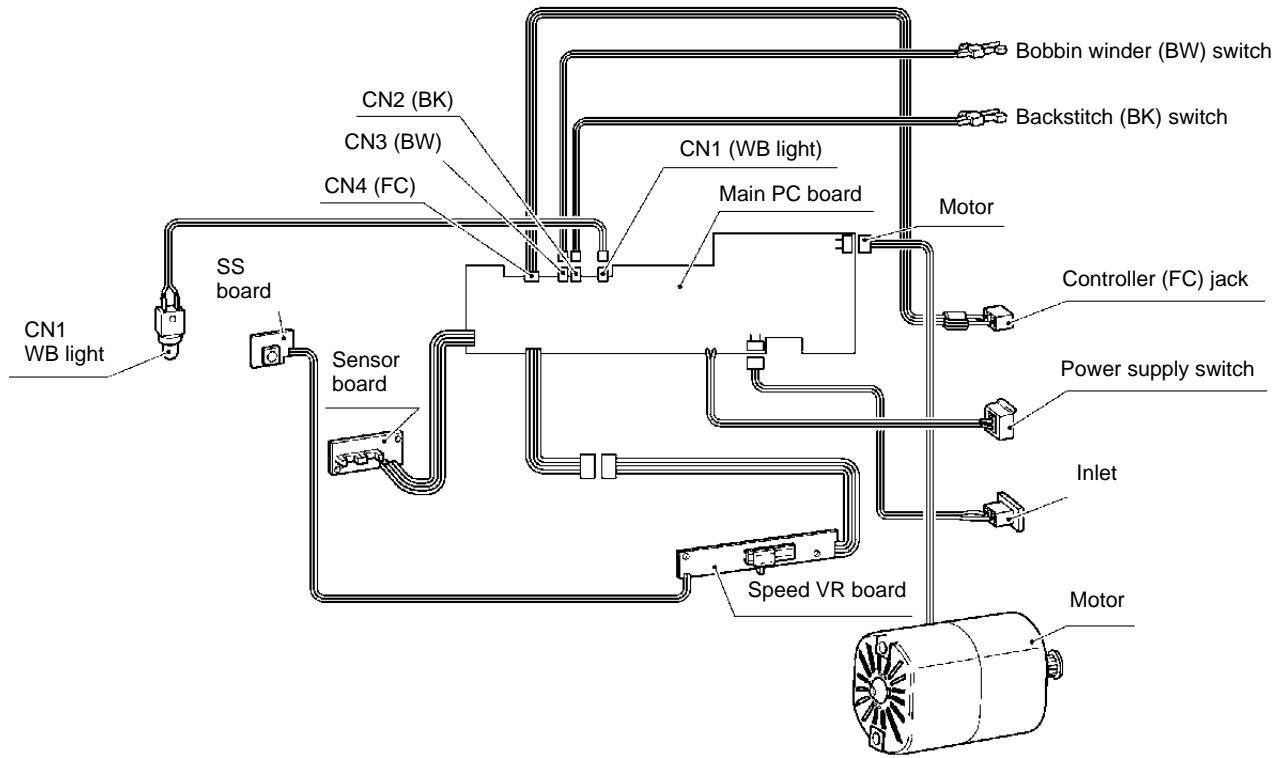 Bobbin winder (BW) switch
CN2 (BK)
Backstitch (BK) switch
CN3 (BW)
CN1 (WB light)
CN4 (FC)
Main PC board
Motor
SS
board
Controller (FC) jack
CN1
WB light
Sensor
board
Power supply switch
Inlet
Speed VR board
Motor